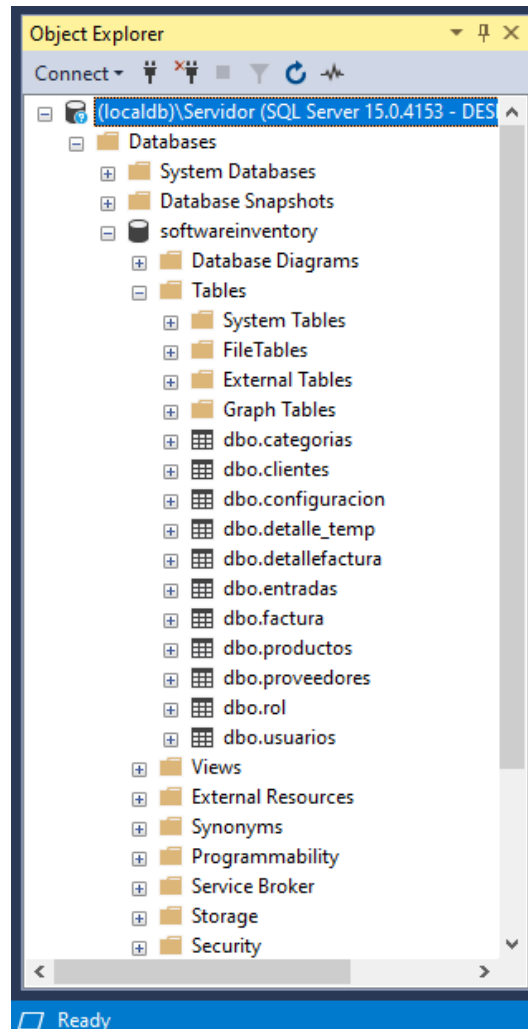 Object Explorer
Connect
(localdb)\Servidor (SQL Server 15.0.4153 - DES
Databases
System Databases
Database Snapshots
softwareinventory
Database Diagrams
Tables
System Tables
FileTables
External Tables
Graph Tables
dbo.categorias
dbo.clientes
dbo.configuracion
dbo.detalle_temp
dbo.detallefactura
dbo.entradas
dbo.factura
dbo.productos
dbo.proveedores
dbo.rol
dbo.usuarios
Views
External Resources
Synonyms
Programmability
Service Broker
Storage
Security
Ready